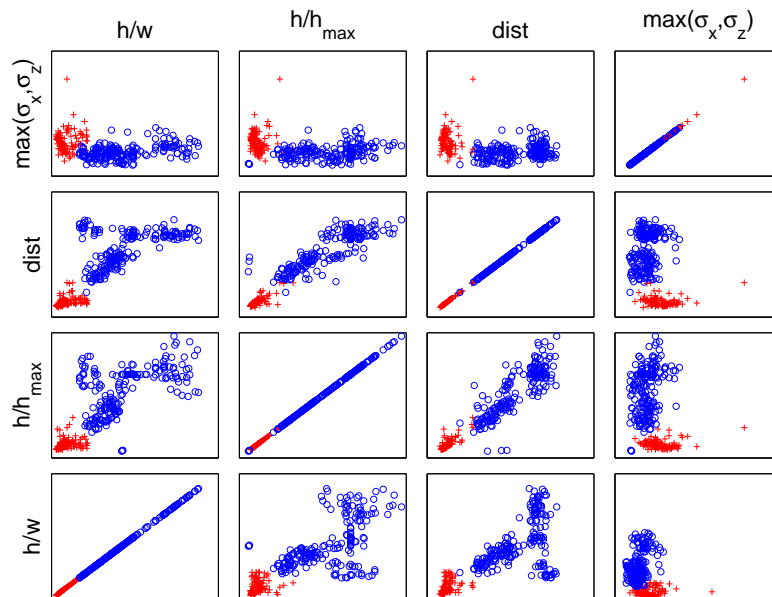 h/w h/h_max dist max(σ_x,σ_z)
max(σ_x,σ_z)
dist
h/h_max
h/w